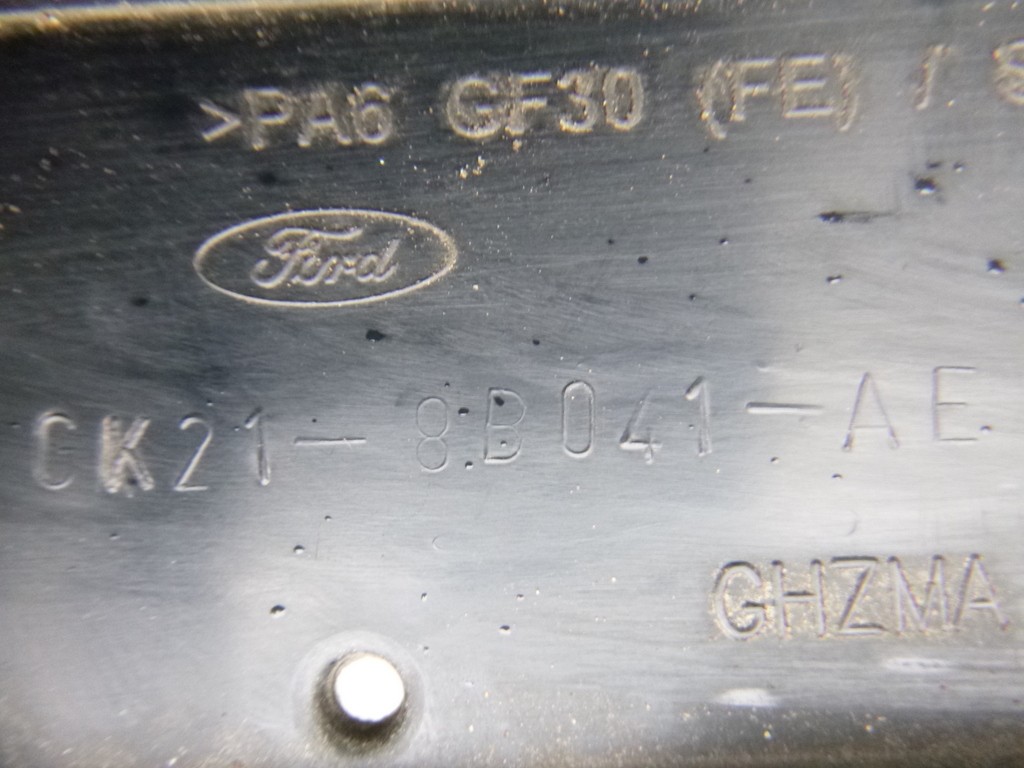 >PA6 GF30 (FE) / S
Ford
CK21-8B041-AE
GHZMA